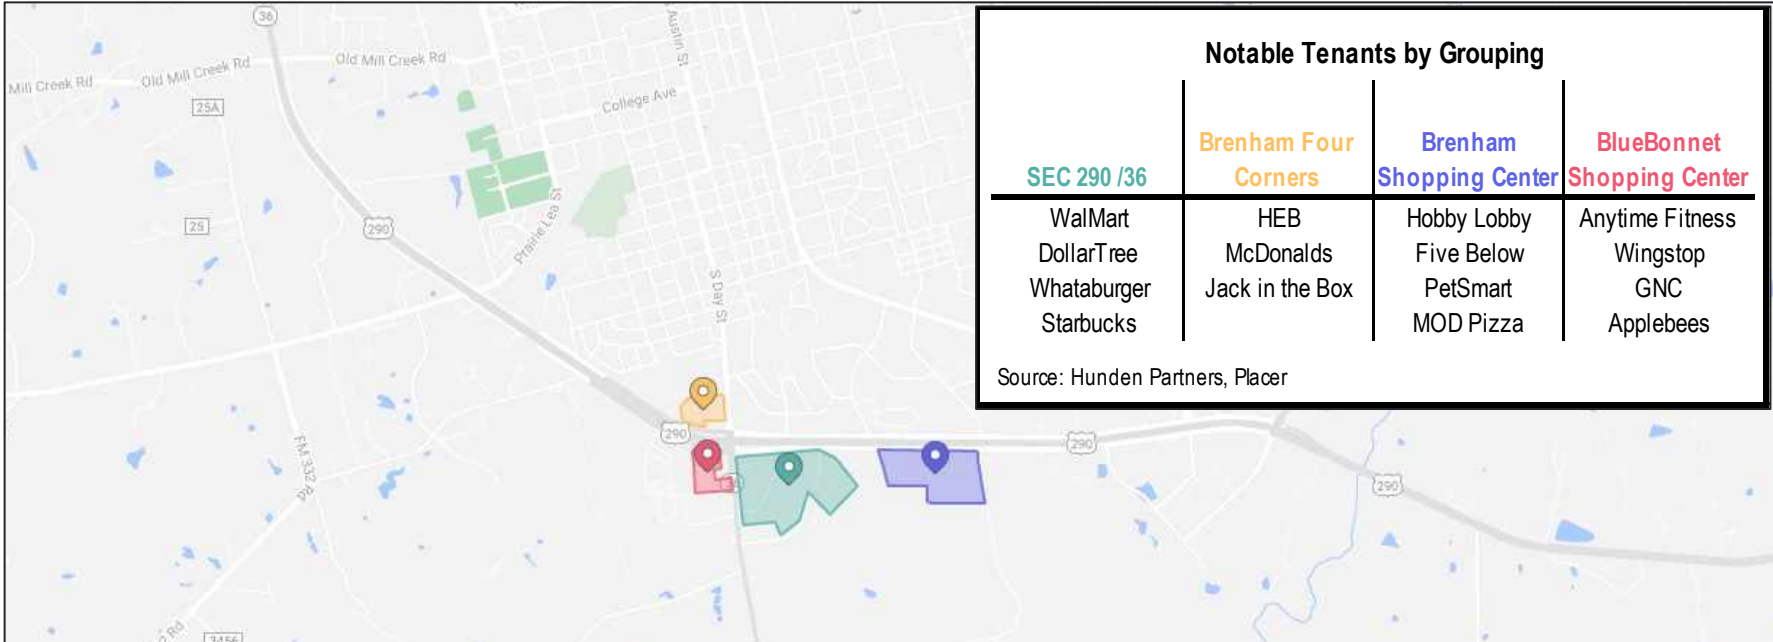 36
Austin St
Old Mill Creek Rd
Old Mill Creek Rd
Mill Creek Rd
25A
College Ave
Prairie Lea St
25
290
S Day St
FM 332 Rd
290
36
290
290
Rd
Notable Tenants by Grouping
SEC 290 /36
Brenham Four
Corners
Brenham
Shopping Center
BlueBonnet
Shopping Center
WalMart HEB Hobby Lobby Anytime Fitness
DollarTree McDonalds Five Below Wingstop
Whataburger Jack in the Box PetSmart GNC
Starbucks MOD Pizza Applebees
Source: Hunden Partners, Placer